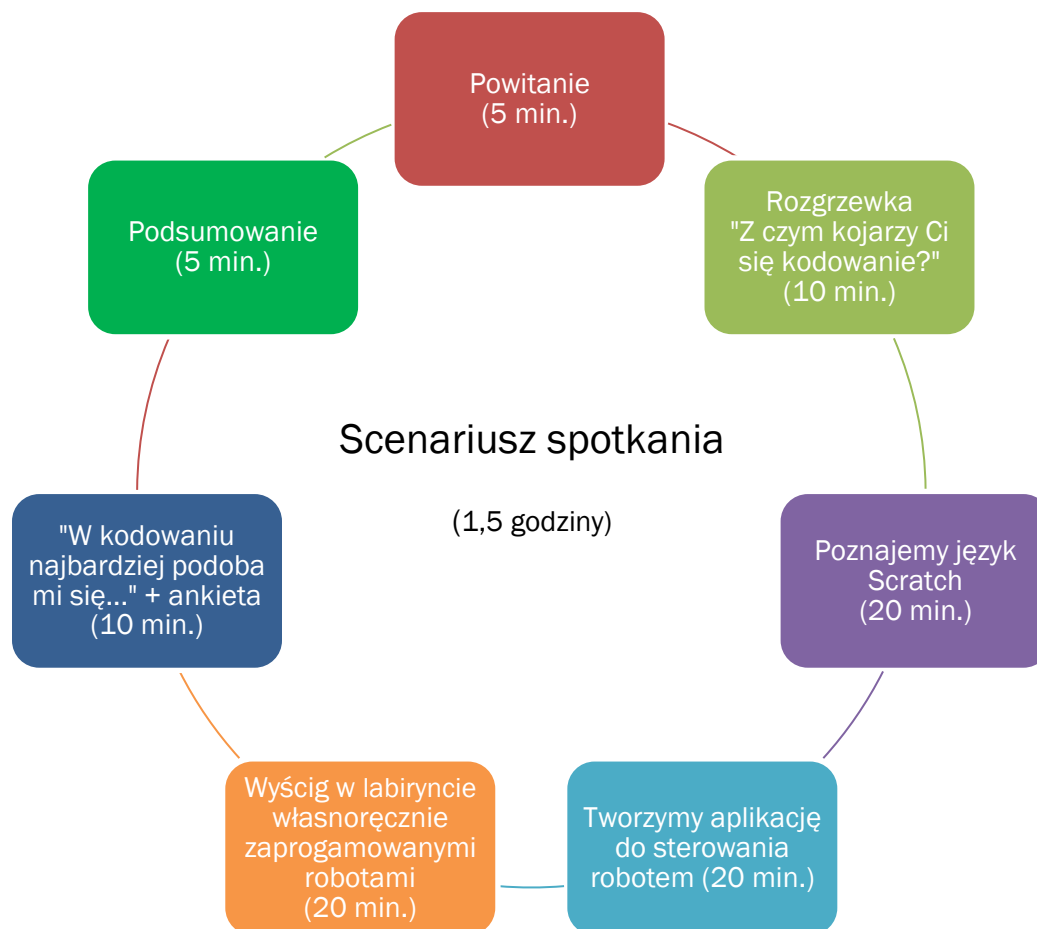 Powitanie
(5 min.)
Rozgrzewka
"Z czym kojarzy Ci
się kodowanie?"
(10 min.)
Poznajemy język
Scratch
(20 min.)
Tworzymy aplikację
do sterowania
robotem (20 min.)
Wyścig w labiryncie
własnoręcznie
zaprogamowanymi
robotami
(20 min.)
"W kodowaniu
najbardziej podoba
mi się..." + ankieta
(10 min.)
Podsumowanie
(5 min.)
Scenariusz spotkania
(1,5 godziny)